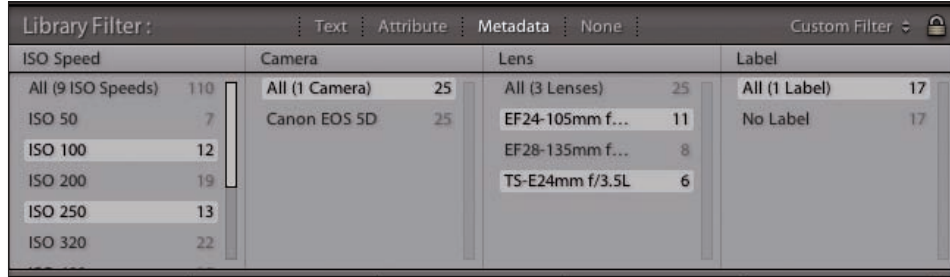 Library Filter: Text Attribute Metadata None Custom Filter
ISO Speed Camera Lens Label
All (9 ISO Speeds) 110 All (1 Camera) 25 All (3 Lenses) 25 All (1 Label) 17
ISO 50 7 Canon EOS 5D 25 EF24-105mm f... 11 No Label 17
ISO 100 12 EF28-135mm f... 8
ISO 200 19 TS-E24mm f/3.5L 6
ISO 250 13
ISO 320 22